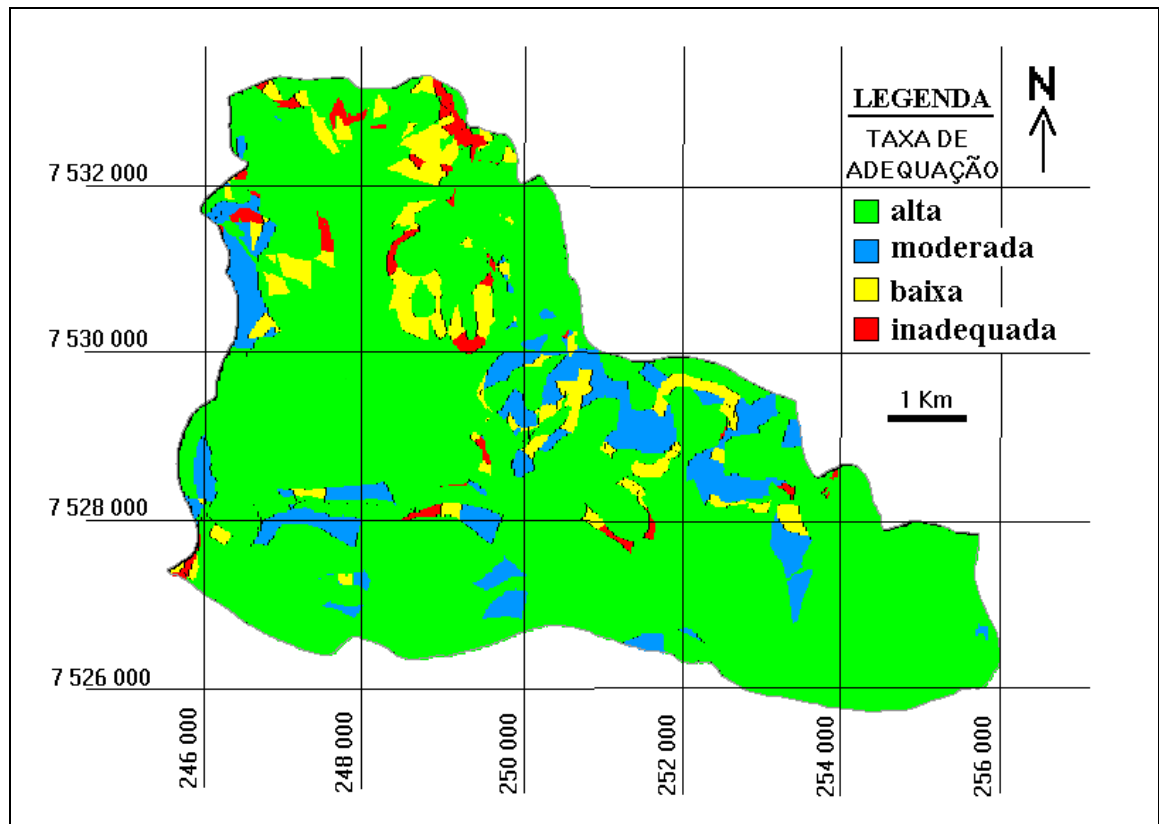 N
LEGENDA
TAXA DE
ADEQUAÇÃO
alta
moderada
baixa
inadequada
1 Km
7 532 000
7 530 000
7 528 000
7 526 000
246 000
248 000
250 000
252 000
254 000
256 000